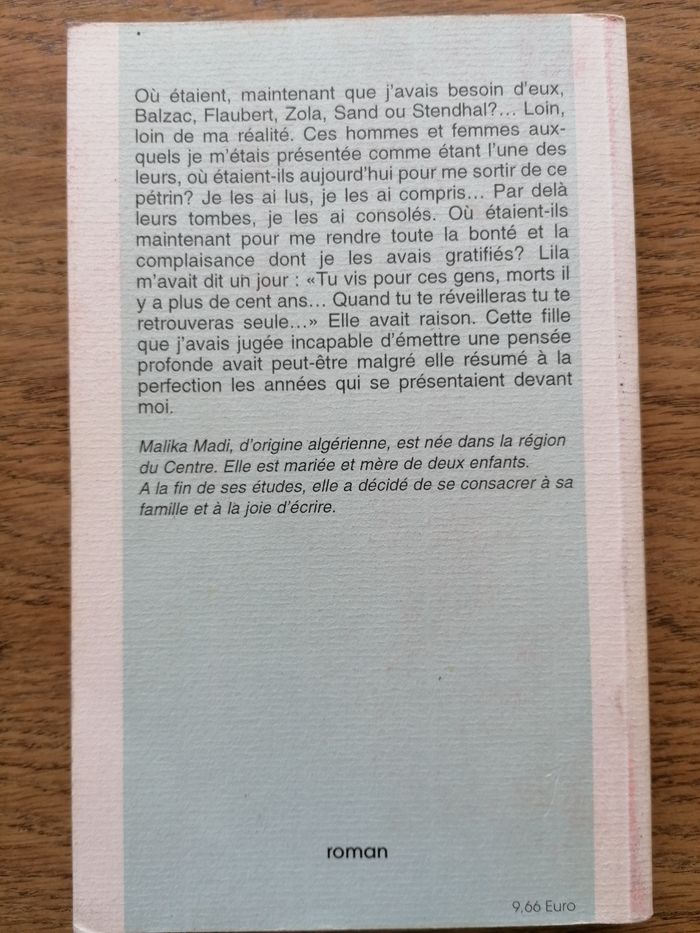 Où étaient, maintenant que j'avais besoin d'eux,
Balzac, Flaubert, Zola, Sand ou Stendhal?... Loin,
loin de ma réalité. Ces hommes et femmes aux-
quels je m'étais présentée comme étant l'une des
leurs, où étaient-ils aujourd'hui pour me sortir de ce
pétrin? Je les ai lus, je les ai compris... Par delà
leurs tombes, je les ai consolés. Où étaient-ils
maintenant pour me rendre toute la bonté et la
complaisance dont je les avais gratifiés? Lila
m'avait dit un jour : «Tu vis pour ces gens, morts il
y a plus de cent ans... Quand tu te réveilleras tu te
retrouveras seule...» Elle avait raison. Cette fille
que j'avais jugée incapable d'émettre une pensée
profonde avait peut-être malgré elle résumé à la
perfection les années qui se présentaient devant
moi.
Malika Madi, d'origine algérienne, est née dans la région
du Centre. Elle est mariée et mère de deux enfants.
A la fin de ses études, elle a décidé de se consacrer à sa
famille et à la joie d'écrire.
roman
9,66 Euro